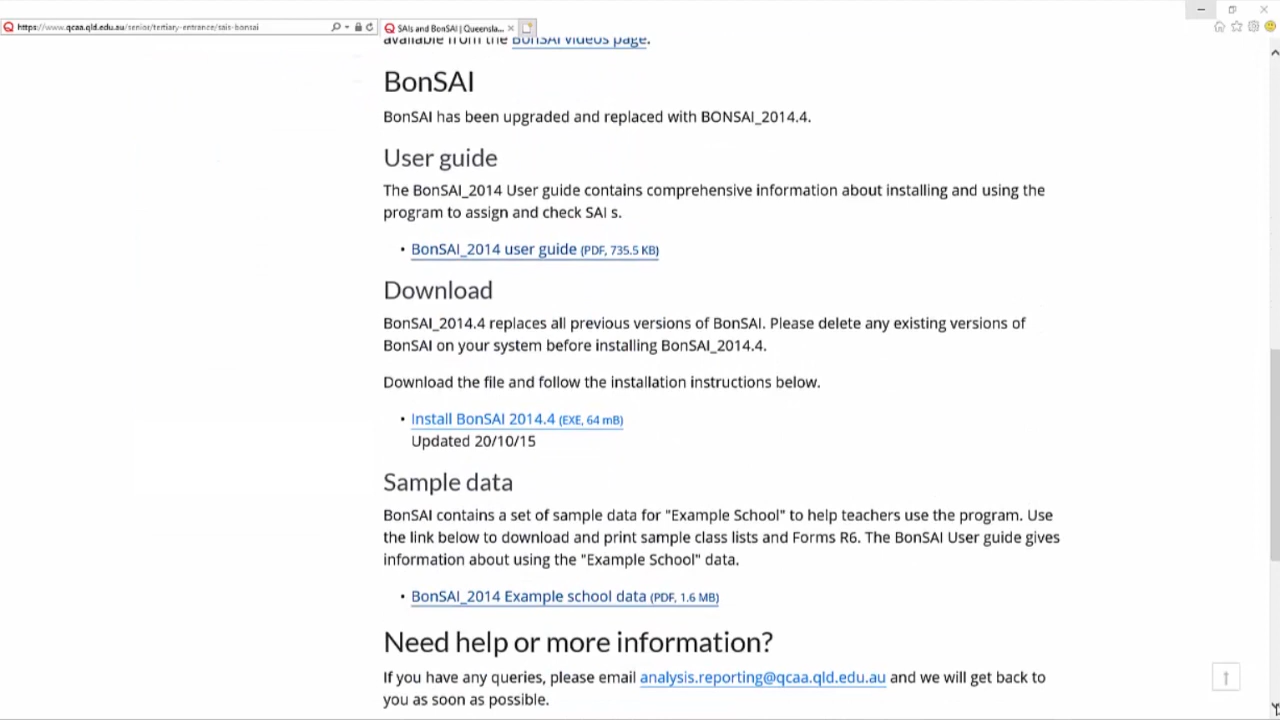 https://www.qcaa.qld.edu.au/senior/tertiary-entrance/sais-bonsai
SAIs and BonSAI | Queensla...
available from the BonSAI videos page.
BonSAI
BonSAI has been upgraded and replaced with BONSAI_2014.4.
User guide
The BonSAI_2014 User guide contains comprehensive information about installing and using the
program to assign and check SAI s.
• BonSAI_2014 user guide (PDF, 735.5 KB)
Download
BonSAI_2014.4 replaces all previous versions of BonSAI. Please delete any existing versions of
BonSAI on your system before installing BonSAI_2014.4.
Download the file and follow the installation instructions below.
• Install BonSAI 2014.4 (EXE, 64 mB)
Updated 20/10/15
Sample data
BonSAI contains a set of sample data for "Example School" to help teachers use the program. Use
the link below to download and print sample class lists and Forms R6. The BonSAI User guide gives
information about using the "Example School" data.
• BonSAI_2014 Example school data (PDF, 1.6 MB)
Need help or more information?
If you have any queries, please email analysis.reporting@qcaa.qld.edu.au and we will get back to
you as soon as possible.